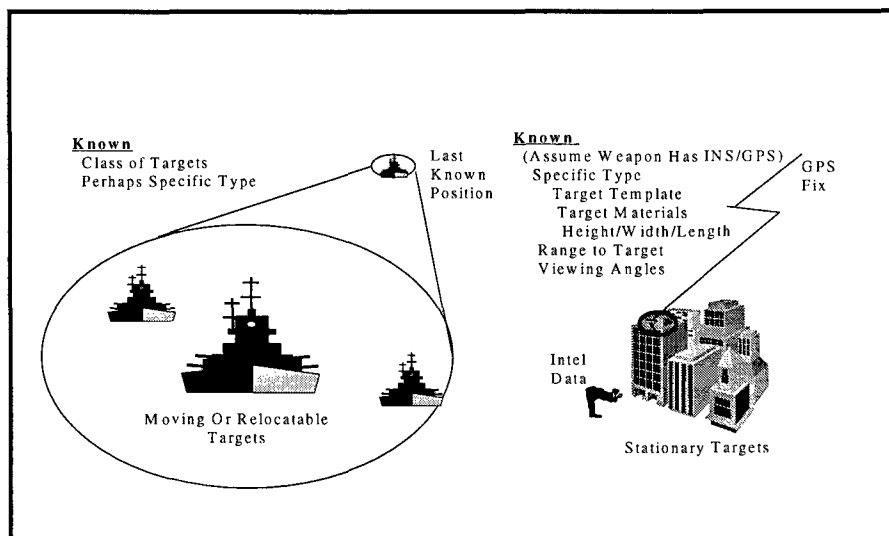 Known
Class of Targets
Perhaps Specific Type
Last
Known
Position
Moving Or Relocatable
Targets
Known
(Assume Weapon Has INS/GPS)
Specific Type
Target Template
Target Materials
Height/Width/Length
Range to Target
Viewing Angles
GPS
Fix
Intel
Data
Stationary Targets